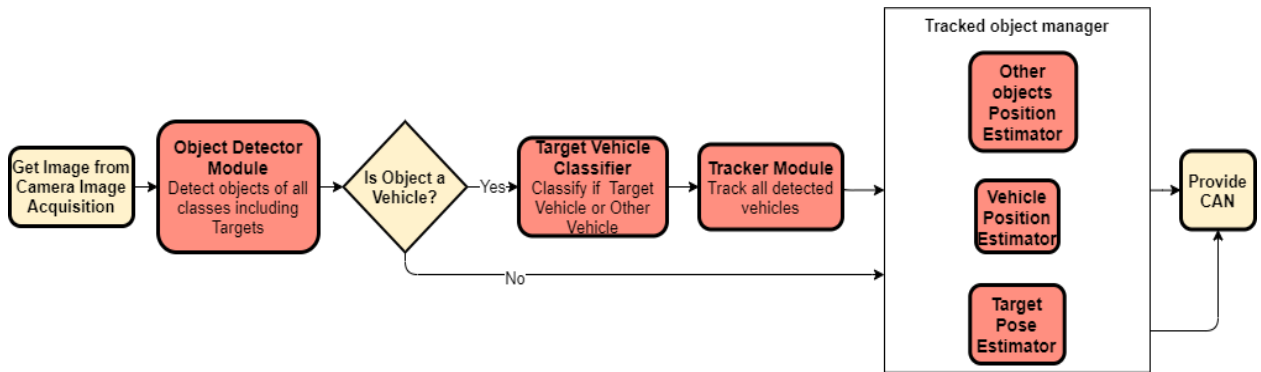 Get Image from
Camera Image
Acquisition
Object Detector
Module
Detect objects of all
classes including
Targets
Is Object a
Vehicle?
Yes
No
Target Vehicle
Classifier
Classify if Target
Vehicle or Other
Vehicle
Tracker Module
Track all detected
vehicles
Tracked object manager
Other
objects
Position
Estimator
Vehicle
Position
Estimator
Target
Pose
Estimator
Provide
CAN